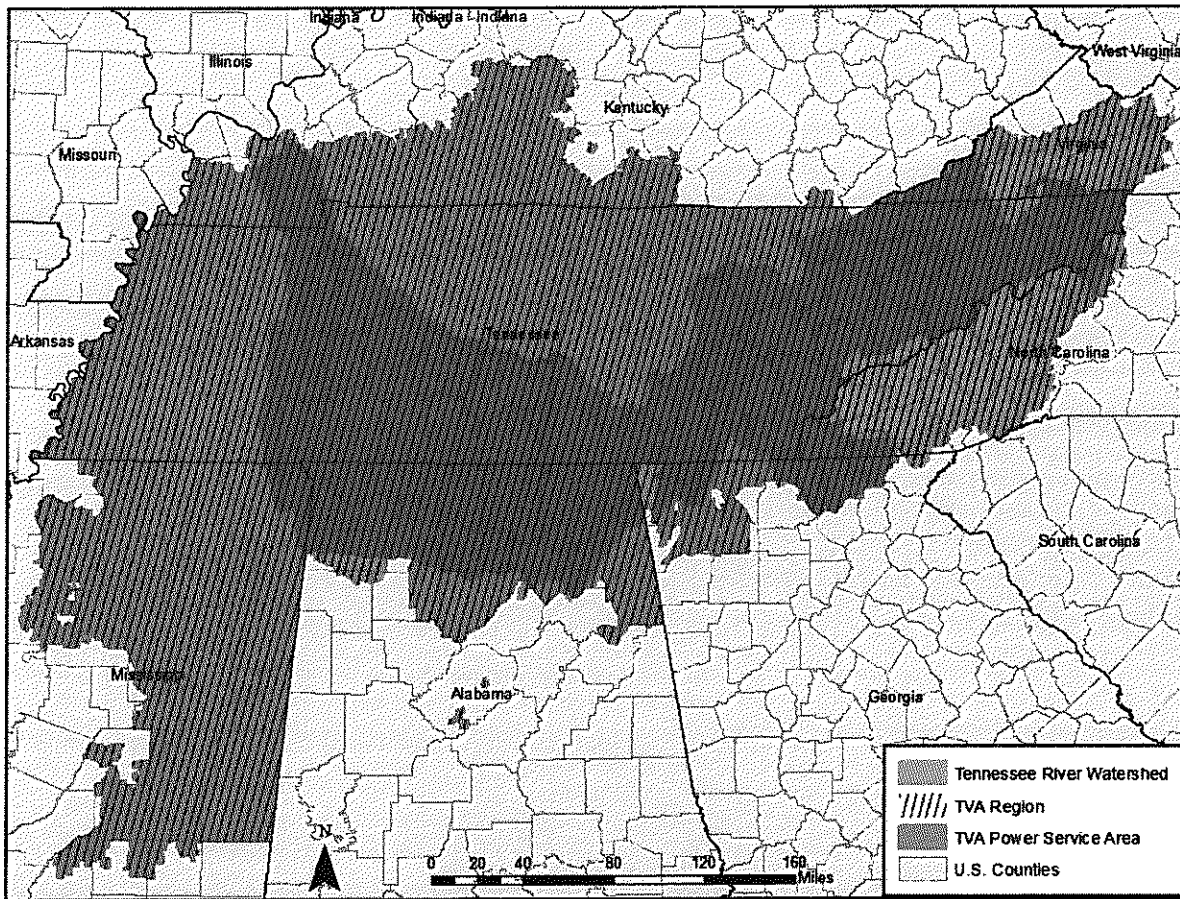 Indiana
Indiana - Indiana
West Virginia
Illinois
Kentucky
Missouri
Virginia
Tennessee
Arkansas
North Carolina
South Carolina
Mississippi
Alabama
Georgia
N
0 20 40 80 120 160
Miles
Tennessee River Watershed
TVA Region
TVA Power Service Area
U.S. Counties